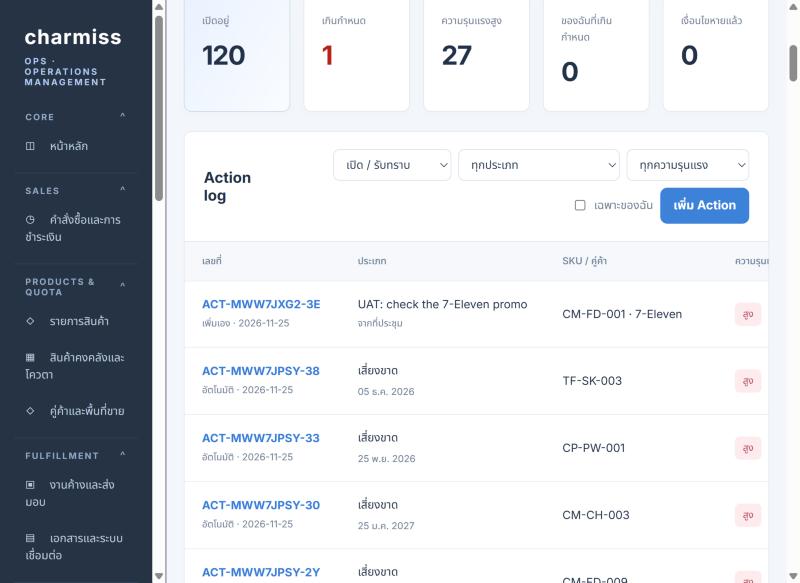 charmiss
OPS ·
OPERATIONS
MANAGEMENT
CORE
หน้าหลัก
SALES
คำสั่งซื้อและการ
ชำระเงิน
PRODUCTS &
QUOTA
รายการสินค้า
สินค้าคงคลังและ
โควตา
คู่ค้าและพื้นที่ขาย
FULFILLMENT
งานค้างและส่ง
มอบ
เอกสารและระบบ
เชื่อมต่อ
เปิดอยู่
120
เกินกำหนด
1
ความรุนแรงสูง
27
ของฉันที่เกิน
กำหนด
0
เงื่อนไขหายแล้ว
0
Action
log
เปิด / รับทราบ
ทุกประเภท
ทุกความรุนแรง
เฉพาะของฉัน
เพิ่ม Action
เลขที่ ประเภท SKU / คู่ค้า
ACT-MWW7JXG2-3E UAT: check the 7-Eleven promo CM-FD-001 · 7-Eleven สูง
เพิ่มเอง · 2026-11-25 จากที่ประชุม
ACT-MWW7JPSY-38 เสี่ยงขาด TF-SK-003 สูง
อัตโนมัติ · 2026-11-25 05 ธ.ค. 2026
ACT-MWW7JPSY-33 เสี่ยงขาด CP-PW-001 สูง
อัตโนมัติ · 2026-11-25 25 พ.ย. 2026
ACT-MWW7JPSY-30 เสี่ยงขาด CM-CH-003 สูง
อัตโนมัติ · 2026-11-25 25 ม.ค. 2027
ACT-MWW7JPSY-2Y เสี่ยงขาด CM-FD-009